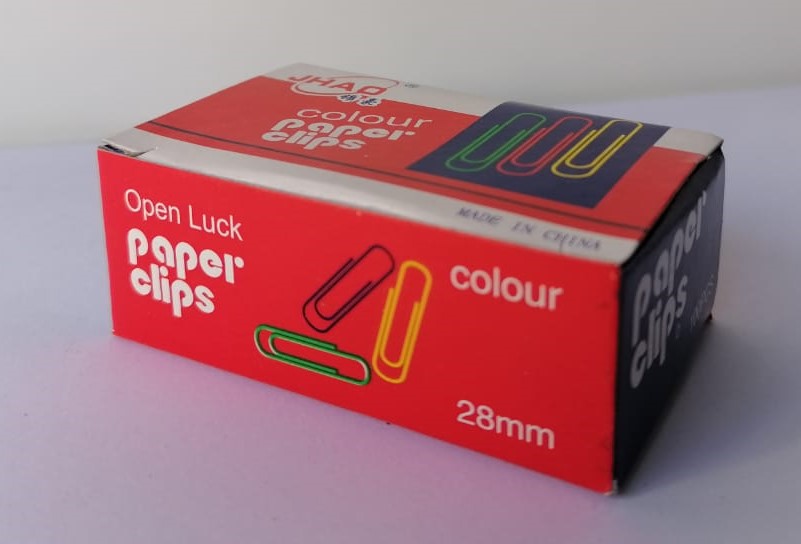 JHAO ®
colour
paper
clips
MADE IN CHINA
Open Luck
paper
clips
colour
28mm
paper
clips